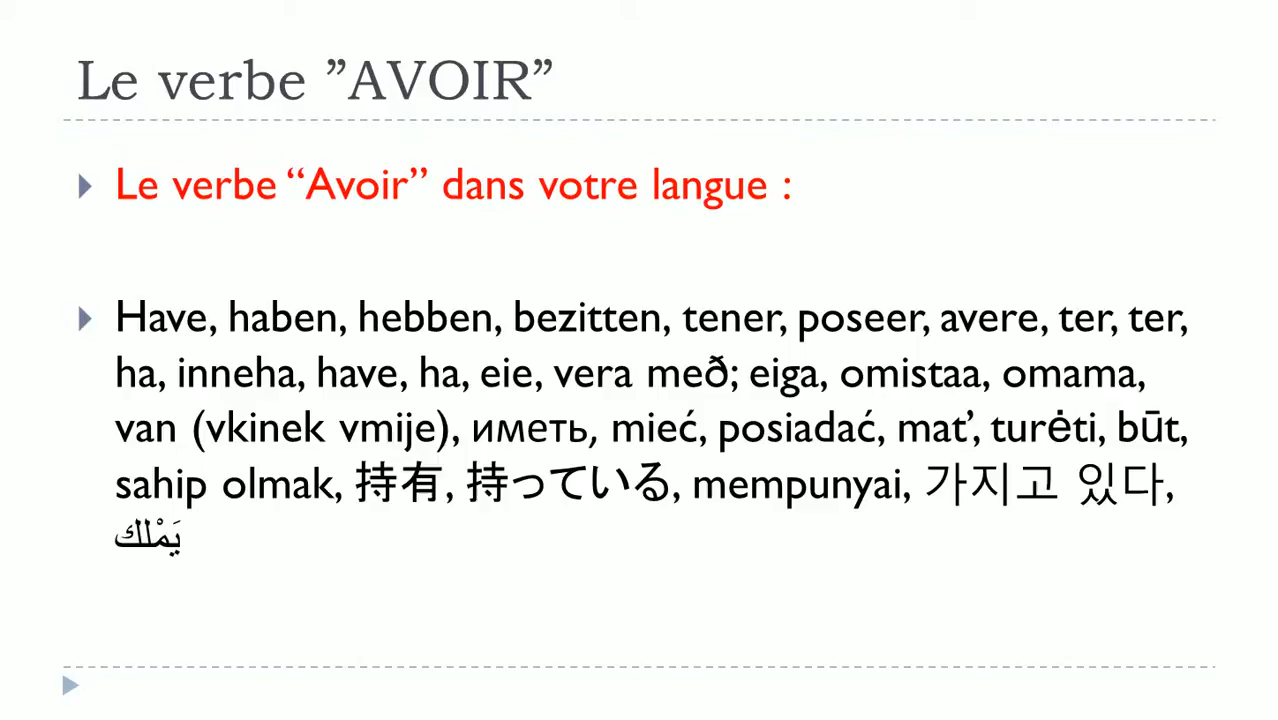 Le verbe ”AVOIR”
Le verbe “Avoir” dans votre langue :
Have, haben, hebben, bezitten, tener, poseer, avere, ter, ter,
ha, inneha, have, ha, eie, vera með; eiga, omistaa, omama,
van (vkinek vmije), иметь, mieć, posiadać, mat’, turėti, būt,
sahip olmak, 持有, 持っている, mempunyai, 가지고 있다,
يَمْلك